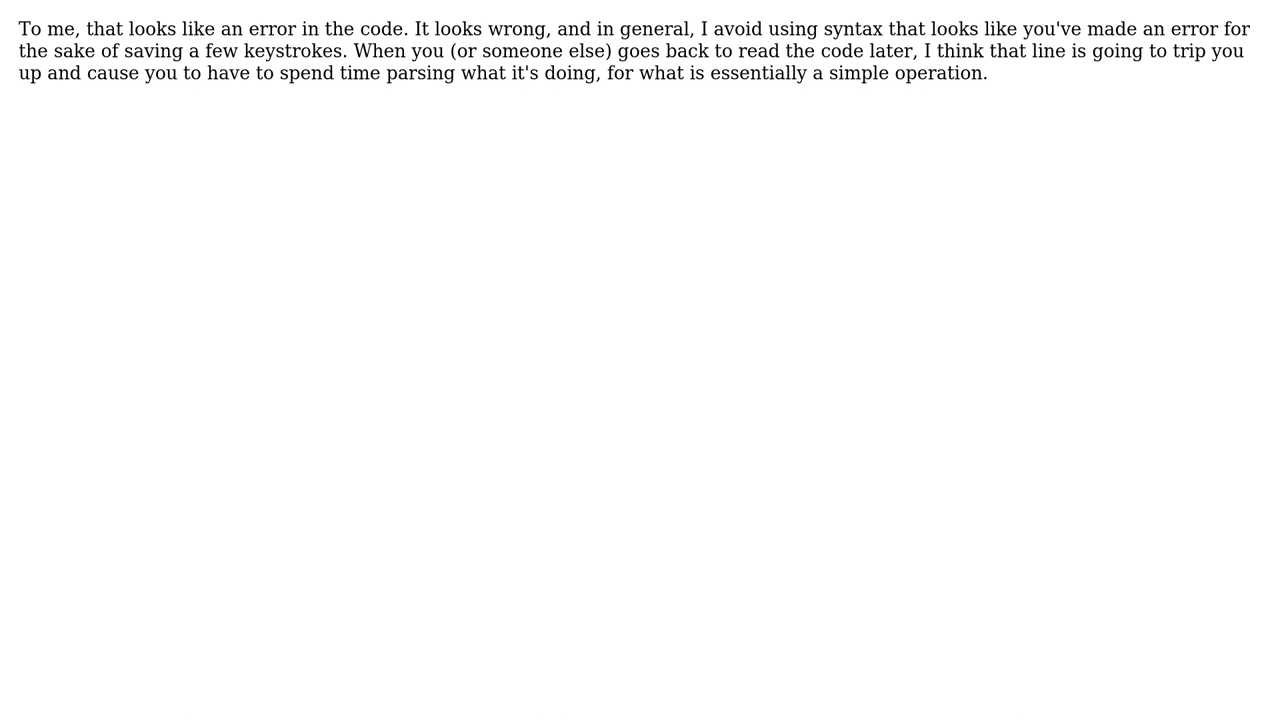 To me, that looks like an error in the code. It looks wrong, and in general, I avoid using syntax that looks like you've made an error for
the sake of saving a few keystrokes. When you (or someone else) goes back to read the code later, I think that line is going to trip you
up and cause you to have to spend time parsing what it's doing, for what is essentially a simple operation.